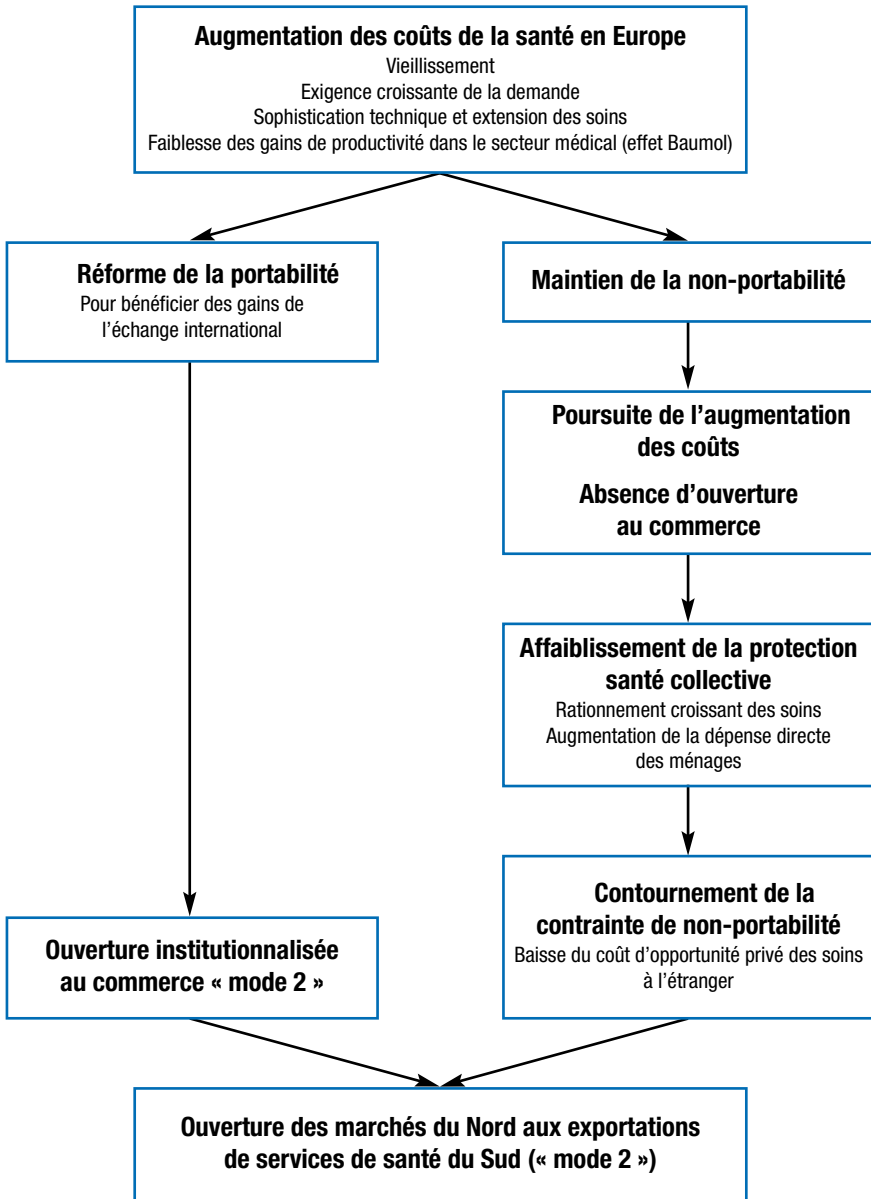 Augmentation des coûts de la santé en Europe
Vieillissement
Exigence croissante de la demande
Sophistication technique et extension des soins
Faiblesse des gains de productivité dans le secteur médical (effet Baumol)
Réforme de la portabilité
Pour bénéficier des gains de
l’échange international
Maintien de la non-portabilité
Poursuite de l’augmentation
des coûts
Absence d’ouverture
au commerce
Affaiblissement de la protection
santé collective
Rationnement croissant des soins
Augmentation de la dépense directe
des ménages
Contournement de la
contrainte de non-portabilité
Baisse du coût d’opportunité privé des soins
à l’étranger
Ouverture institutionnalisée
au commerce « mode 2 »
Ouverture des marchés du Nord aux exportations
de services de santé du Sud (« mode 2 »)